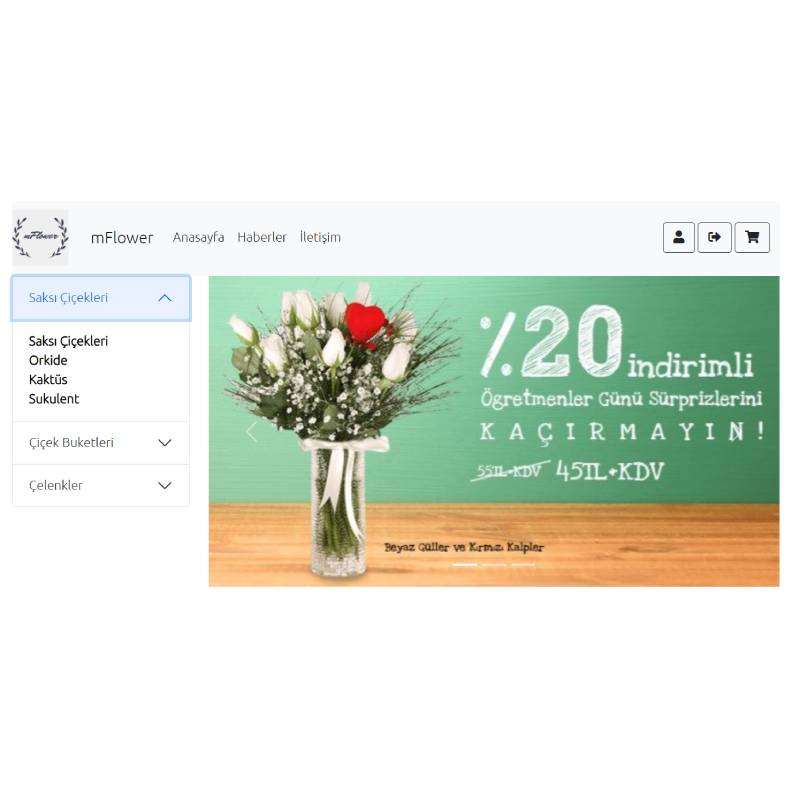 mFlower
mFlower Anasayfa Haberler İletişim
Saksı Çiçekleri
Saksı Çiçekleri
Orkide
Kaktüs
Sukulent
Çiçek Buketleri
Çelenkler
%20 indirimli
Ögretmenler Günü Sürprizlerini
KAÇIRMAYIN!
55TL+KDV 45TL+KDV
Beyaz Güller ve Kırmızı Kalpler